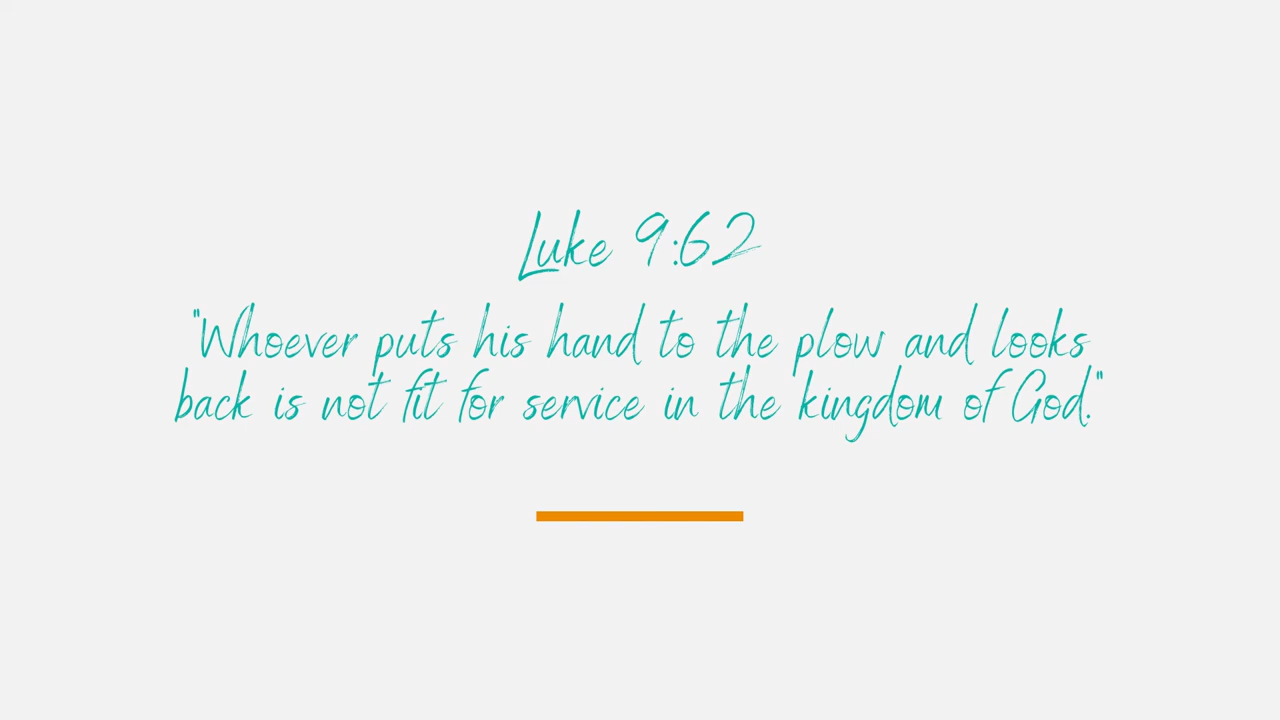 Luke 9:62
"Whoever puts his hand to the plow and looks
back is not fit for service in the kingdom of God."